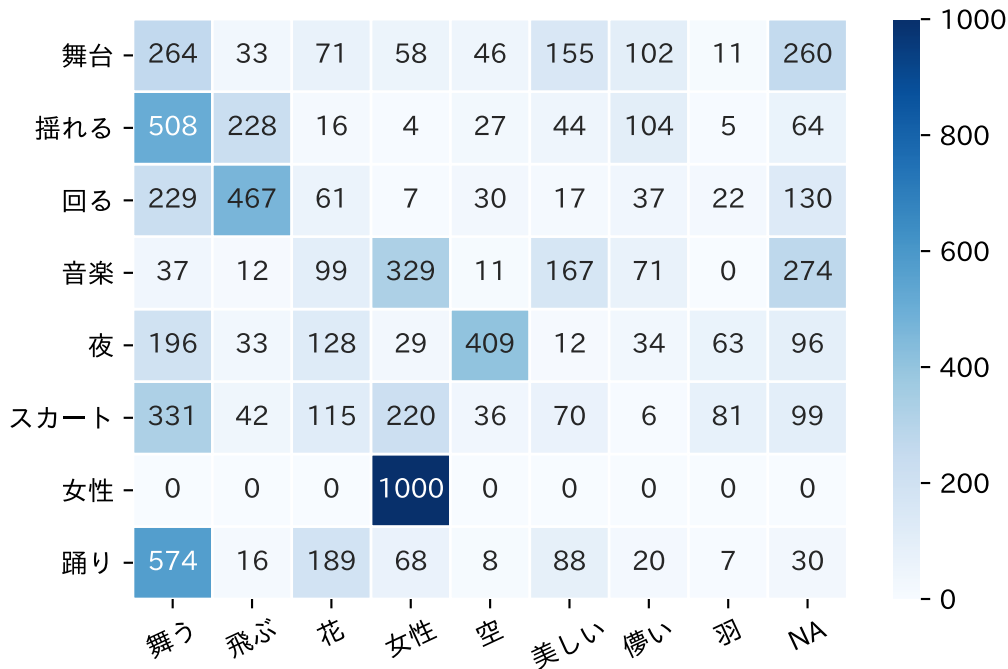 舞台 264 33 71 58 46 155 102 11 260
揺れる 508 228 16 4 27 44 104 5 64
回る 229 467 61 7 30 17 37 22 130
音楽 37 12 99 329 11 167 71 0 274
夜 196 33 128 29 409 12 34 63 96
スカート 331 42 115 220 36 70 6 81 99
女性 0 0 0 1000 0 0 0 0 0
踊り 574 16 189 68 8 88 20 7 30
舞う 飛ぶ 花 女性 空 美しい 儚い 羽 NA
1000
800
600
400
200
0